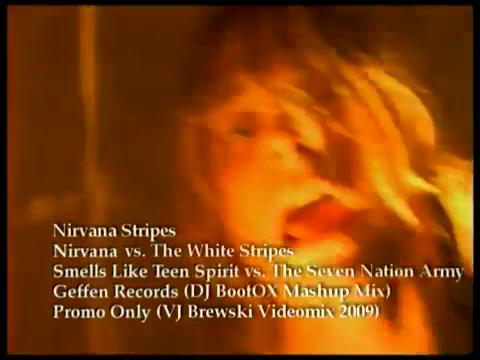 Nirvana Stripes
Nirvana vs. The White Stripes
Smells Like Teen Spirit vs. The Seven Nation Army
Geffen Records (DJ BootOX Mashup Mix)
Promo Only (VJ Brewski Videomix 2009)